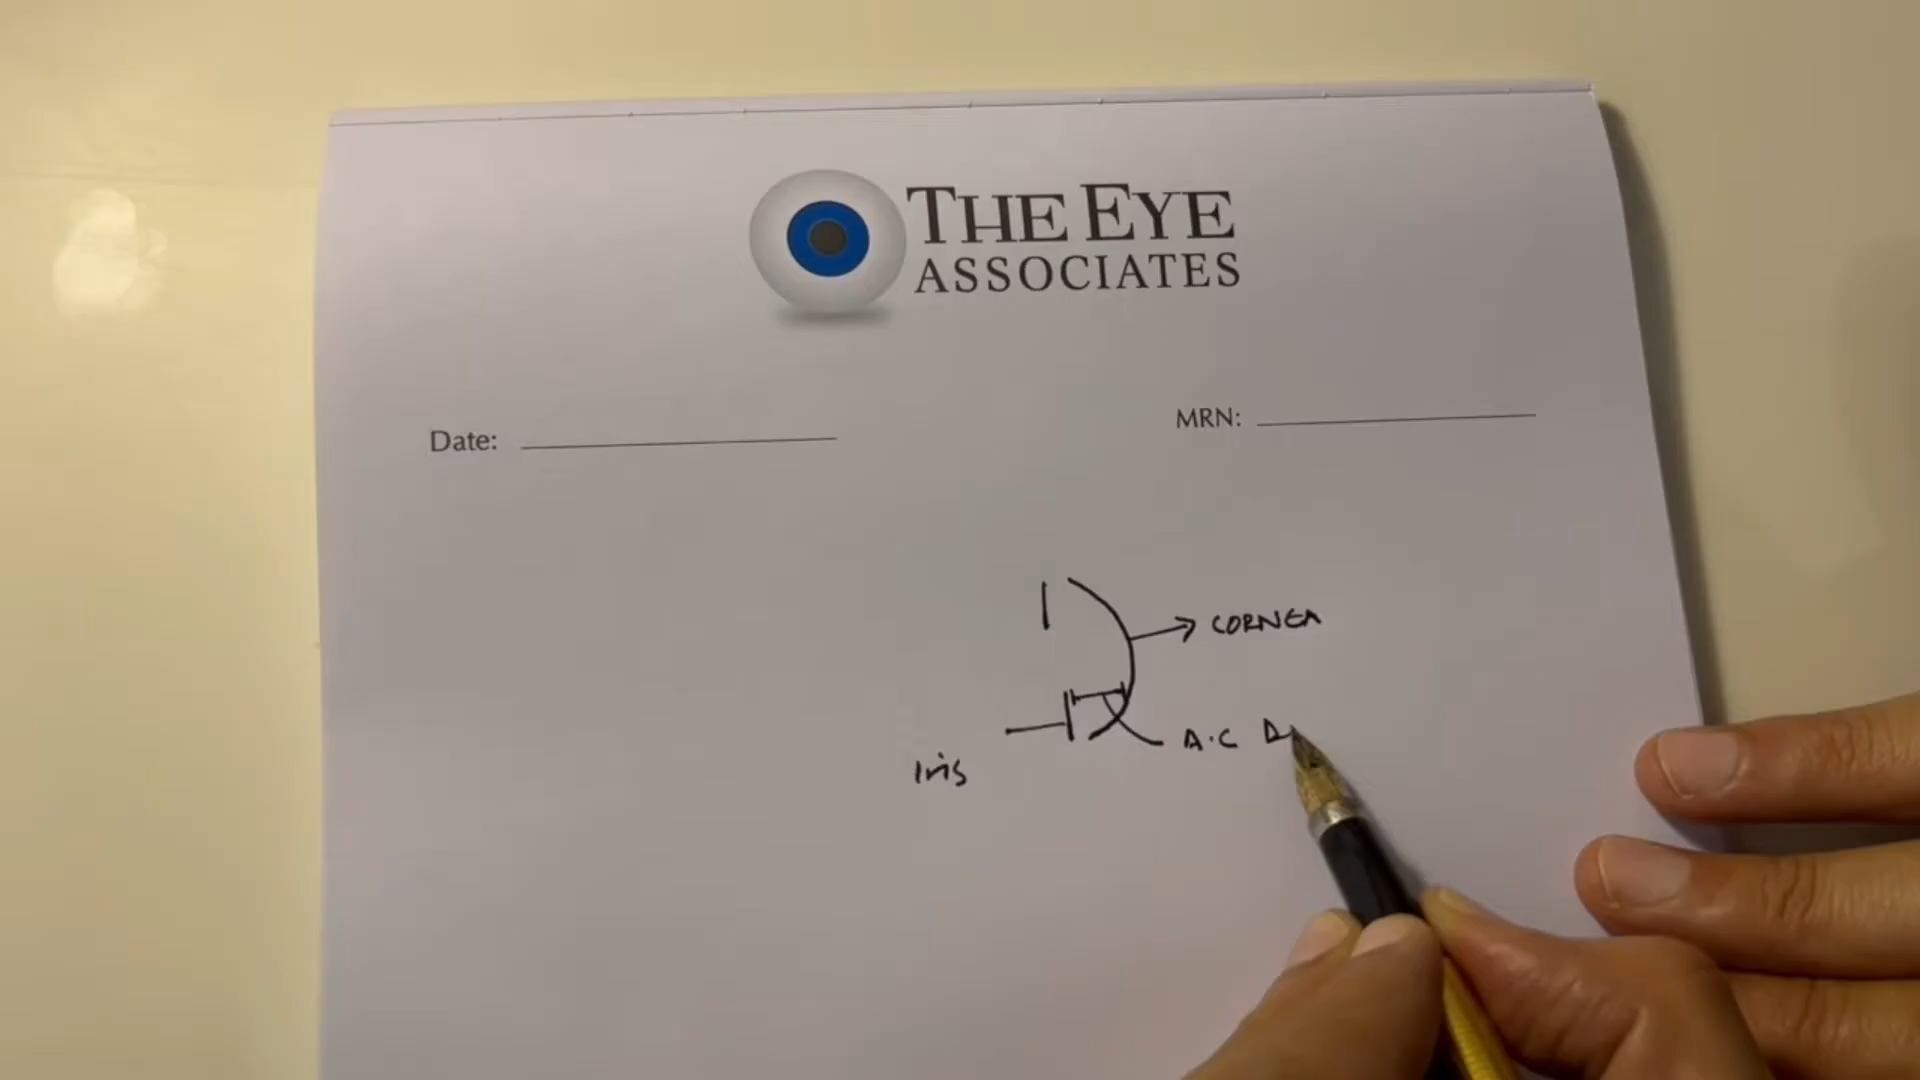 THE EYE
ASSOCIATES
Date:
MRN:
CORNEA
A.C
Iris